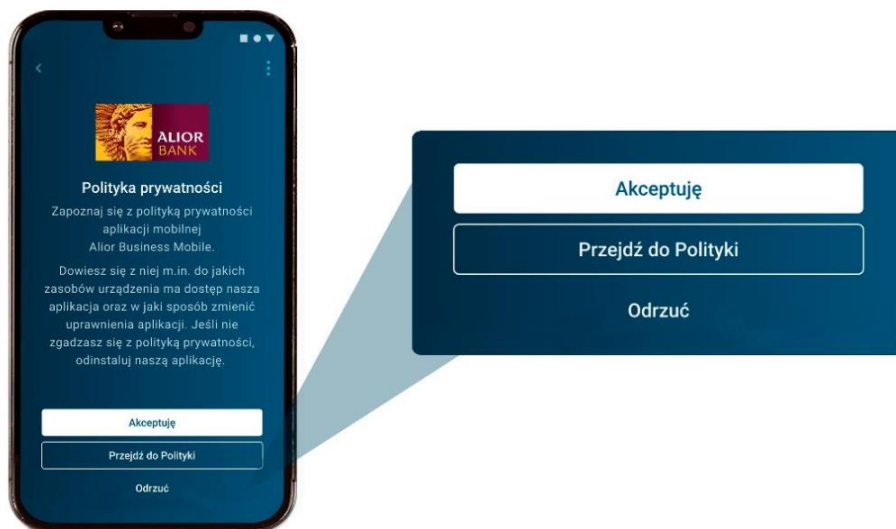 ALIOR
BANK
Polityka prywatności
Zapoznaj się z polityką prywatności
aplikacji mobilnej
Alior Business Mobile.
Dowiesz się z niej m.in. do jakich
zasobów urządzenia ma dostęp nasza
aplikacja oraz w jaki sposób zmienić
uprawnienia aplikacji. Jeśli nie
zgadzasz się z polityką prywatności,
odinstaluj naszą aplikację.
Akceptuję
Przejdź do Polityki
Odrzuć
Akceptuję
Przejdź do Polityki
Odrzuć